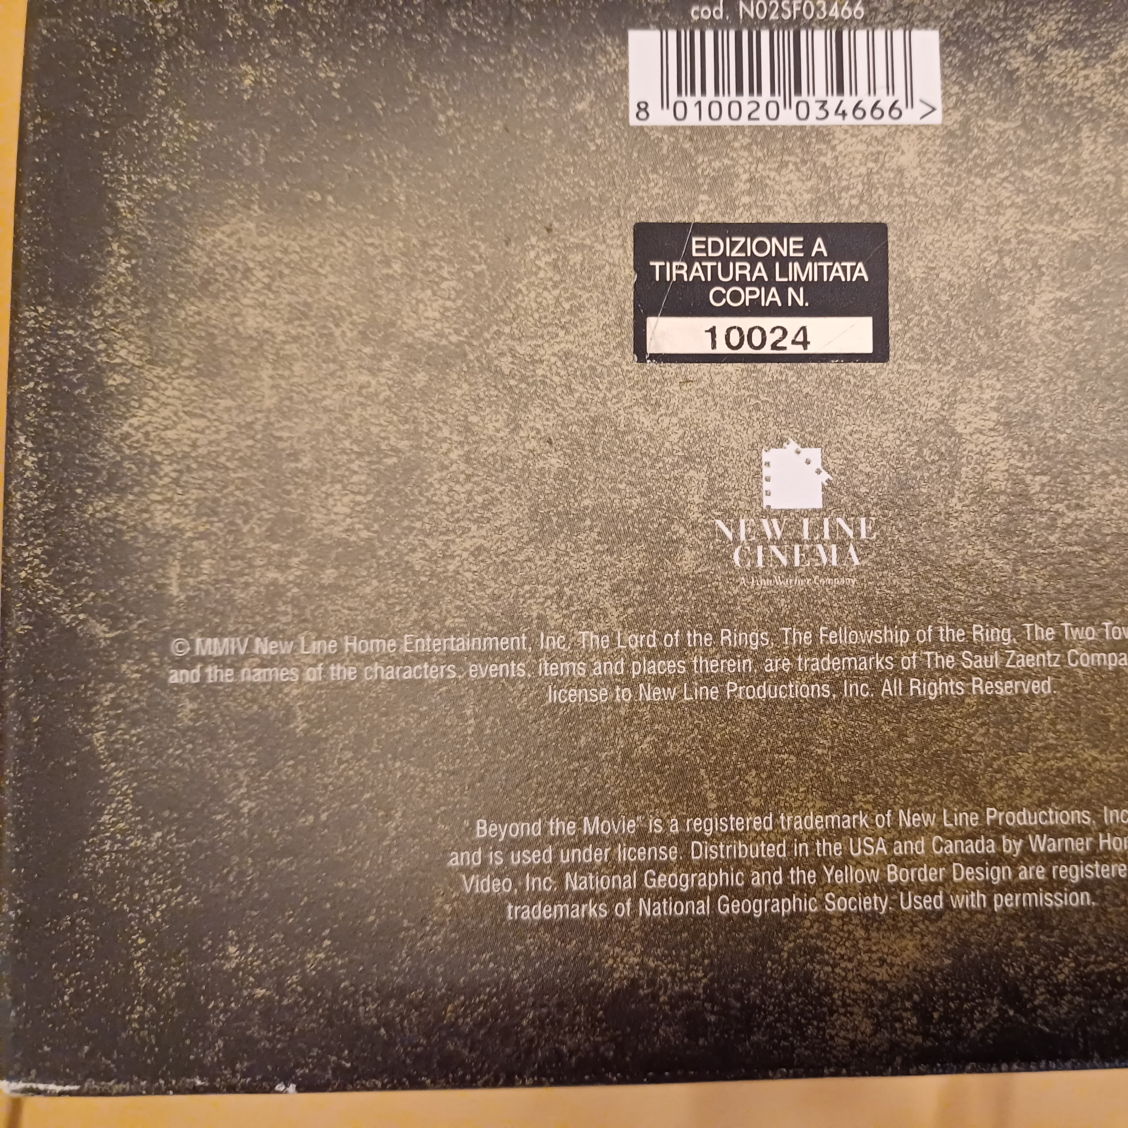 cod. N02SF03466
8 010020 034666 >
EDIZIONE A
TIRATURA LIMITATA
COPIA N.
10024
NEW LINE
CINEMA
A Time Warner Company
© MMIV New Line Home Entertainment, Inc. The Lord of the Rings, The Fellowship of the Ring, The Two
and the names of the characters, events, items and places therein, are trademarks of The Saul Zaentz
license to New Line Productions, Inc. All Rights Reserved.
"Beyond the Movie" is a registered trademark of New Line Productions, Inc
and is used under license. Distributed in the USA and Canada by Warner
Video, Inc. National Geographic and the Yellow Border Design are
trademarks of National Geographic Society. Used with permission.